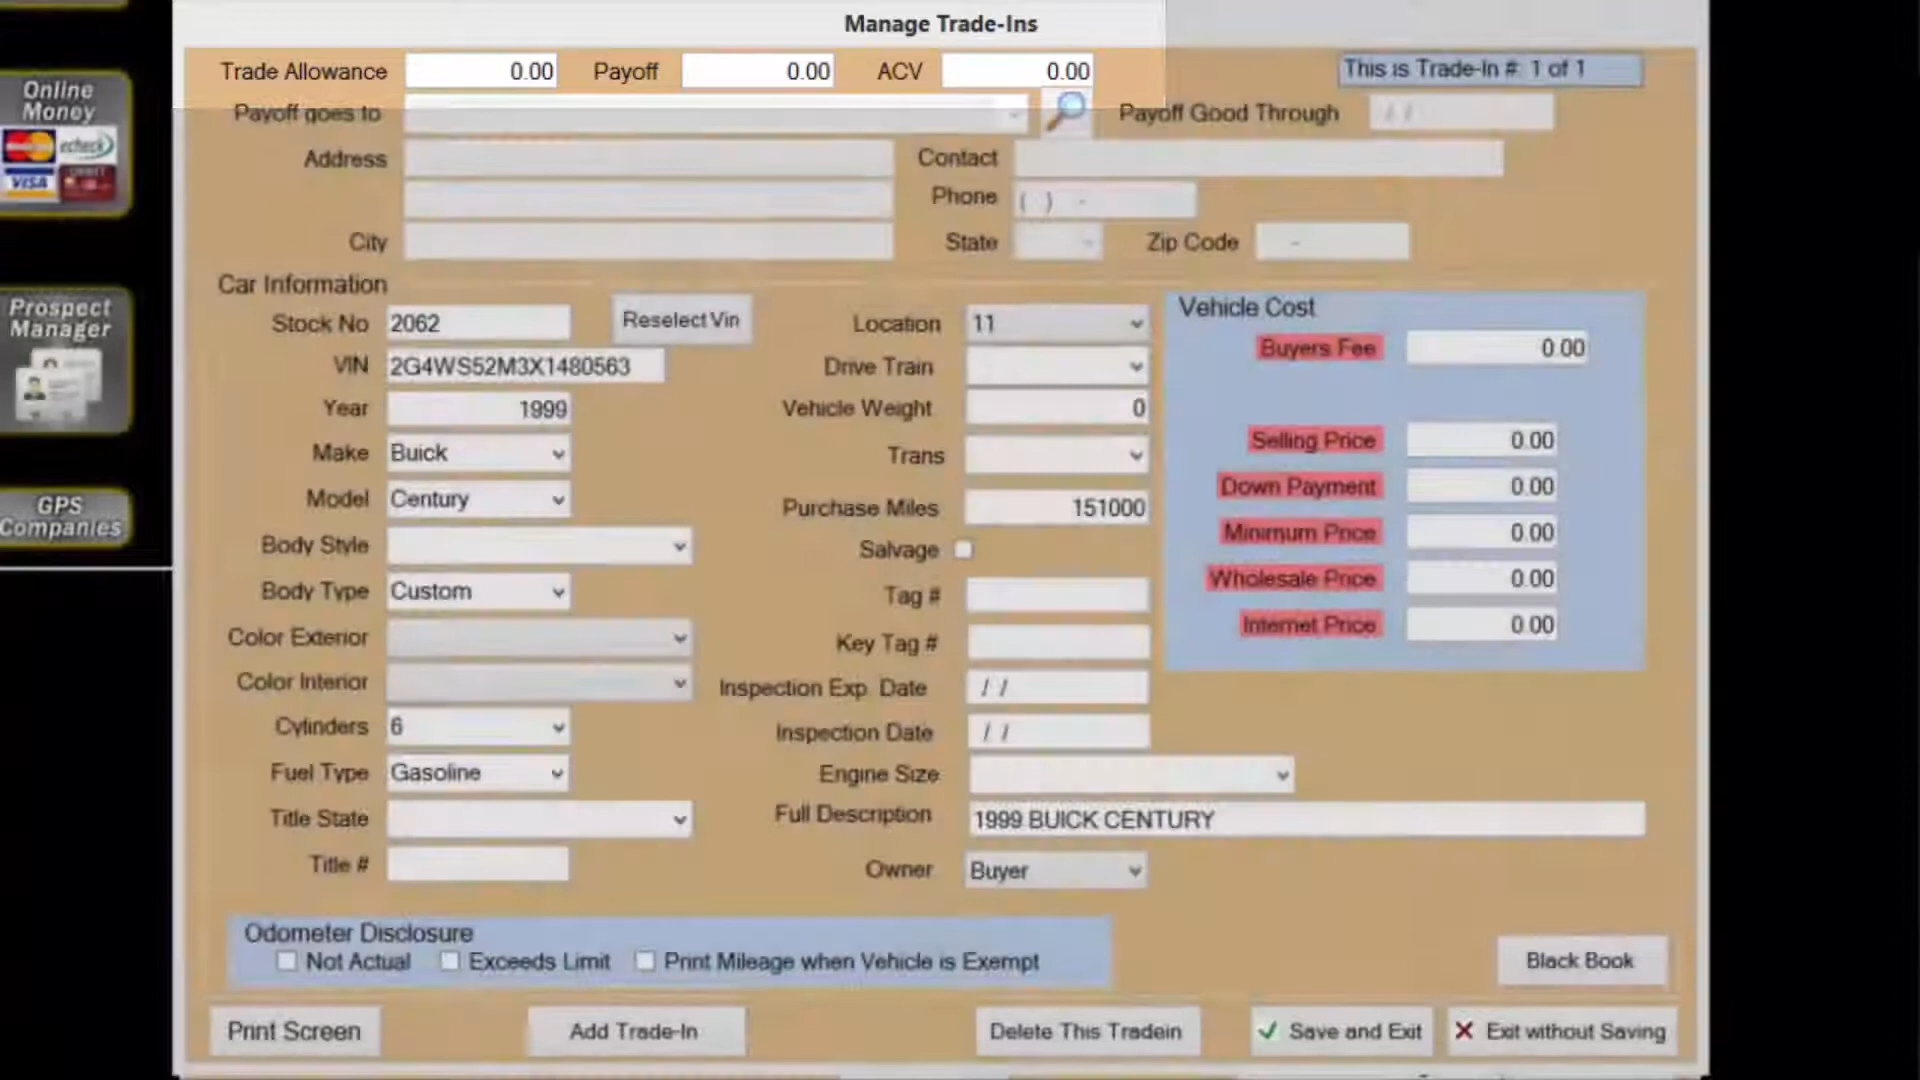 Manage Trade-Ins
Trade Allowance 0.00 Payoff 0.00 ACV 0.00 This is Trade-In #: 1 of 1
Payoff goes to Payoff Good Through / /
Address Contact
Phone ( ) -
City State Zip Code -
Car Information
Stock No 2062 Reselect Vin Location 11
VIN 2G4WS52M3X1480563 Drive Train
Year 1999 Vehicle Weight 0
Make Buick Trans
Model Century Purchase Miles 151000
Body Style Salvage
Body Type Custom Tag #
Color Exterior Key Tag #
Color Interior Inspection Exp. Date / /
Cylinders 6 Inspection Date / /
Fuel Type Gasoline Engine Size
Title State Full Description 1999 BUICK CENTURY
Title # Owner Buyer
Vehicle Cost
Buyers Fee 0.00
Selling Price 0.00
Down Payment 0.00
Minimum Price 0.00
Wholesale Price 0.00
Internet Price 0.00
Odometer Disclosure
Not Actual Exceeds Limit Print Mileage when Vehicle is Exempt
Black Book
Print Screen Add Trade-In Delete This Tradein Save and Exit Exit without Saving
Online
Money
echeck
VISA
Prospect
Manager
GPS
Companies